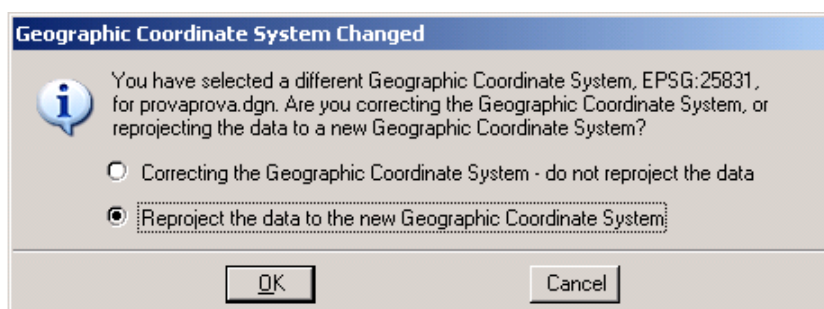 Geographic Coordinate System Changed
You have selected a different Geographic Coordinate System, EPSG:25831,
for provaprova.dgn. Are you correcting the Geographic Coordinate System, or
reprojecting the data to a new Geographic Coordinate System?
Correcting the Geographic Coordinate System - do not reproject the data
Reproject the data to the new Geographic Coordinate System
OK Cancel